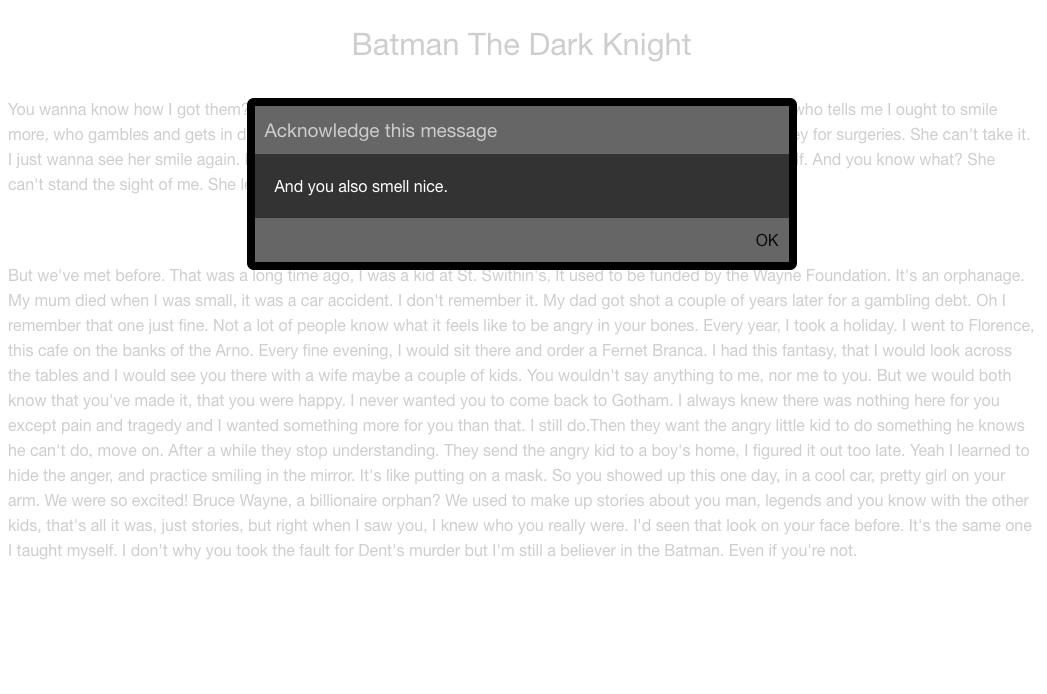 Batman The Dark Knight
You wanna know how I got them? who tells me I ought to smile
more, who gambles and gets in for surgeries. She can't take it.
I just wanna see her smile again. And you know what? She
can't stand the sight of me. She
Acknowledge this message
And you also smell nice.
OK
But we've met before. That was a long time ago, I was a kid at St. Swithin's, It used to be funded by the Wayne Foundation. It's an orphanage.
My mum died when I was small, it was a car accident. I don't remember it. My dad got shot a couple of years later for a gambling debt. Oh I
remember that one just fine. Not a lot of people know what it feels like to be angry in your bones. Every year, I took a holiday. I went to Florence,
this cafe on the banks of the Arno. Every fine evening, I would sit there and order a Fernet Branca. I had this fantasy, that I would look across
the tables and I would see you there with a wife maybe a couple of kids. You wouldn't say anything to me, nor me to you. But we would both
know that you've made it, that you were happy. I never wanted you to come back to Gotham. I always knew there was nothing here for you
except pain and tragedy and I wanted something more for you than that. I still do.Then they want the angry little kid to do something he knows
he can't do, move on. After a while they stop understanding. They send the angry kid to a boy's home, I figured it out too late. Yeah I learned to
hide the anger, and practice smiling in the mirror. It's like putting on a mask. So you showed up this one day, in a cool car, pretty girl on your
arm. We were so excited! Bruce Wayne, a billionaire orphan? We used to make up stories about you man, legends and you know with the other
kids, that's all it was, just stories, but right when I saw you, I knew who you really were. I'd seen that look on your face before. It's the same one
I taught myself. I don't why you took the fault for Dent's murder but I'm still a believer in the Batman. Even if you're not.